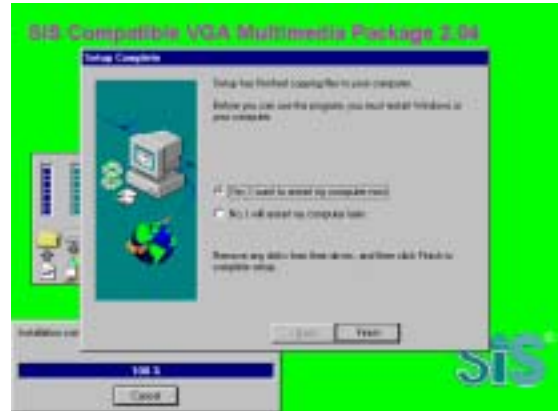 SIS Compatible VGA Multimedia Package 2.04
Setup Complete
Setup has finished copying files to your computer.
Before you can use the program, you must restart Windows or
your computer.
Yes, I want to restart my computer now.
No, I will restart my computer later.
Remove any disks from their drives, and then click Finish to
complete setup.
< Back
Finish
Installation
100 %
Cancel
SiS